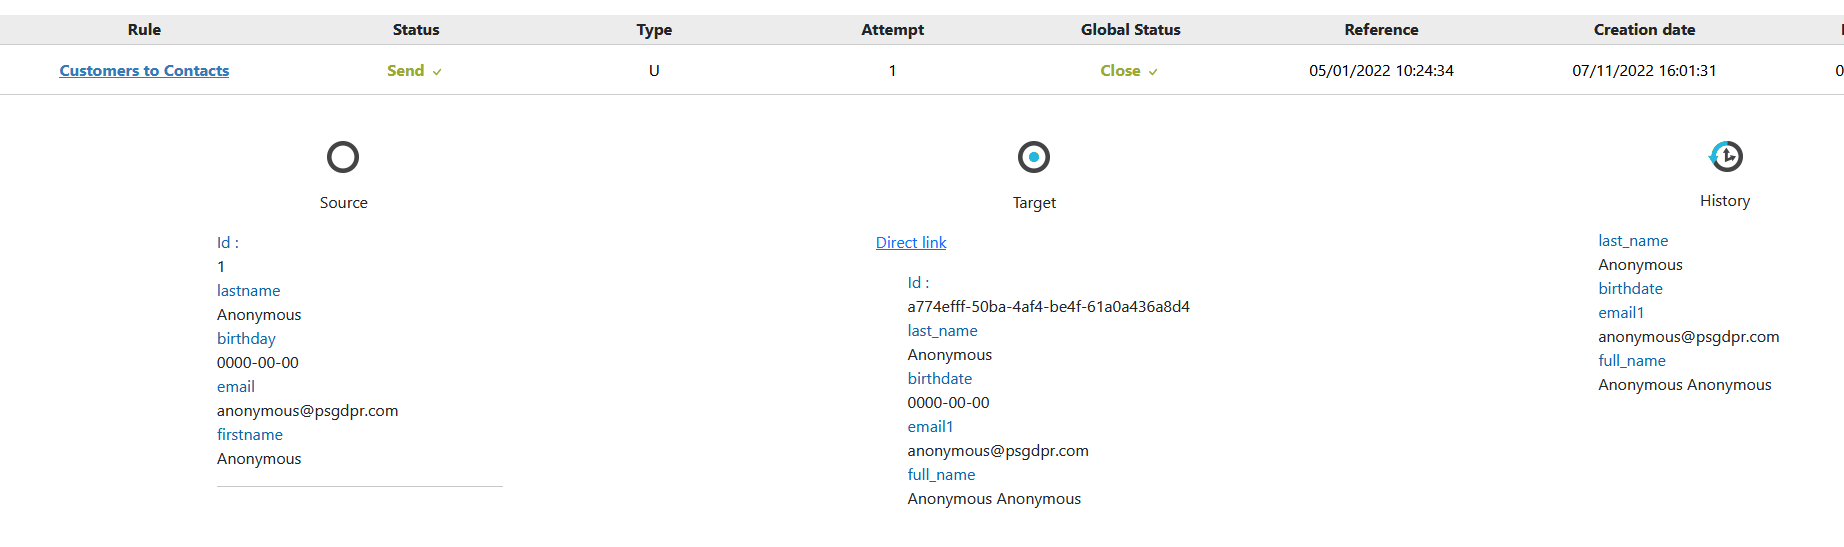 Rule Status Type Attempt Global Status Reference Creation date
Customers to Contacts Send U 1 Close 05/01/2022 10:24:34 07/11/2022 16:01:31 0
Source
Id :
1
lastname
Anonymous
birthday
0000-00-00
email
anonymous@psgdpr.com
firstname
Anonymous
Target
Direct link
Id :
a774efff-50ba-4af4-be4f-61a0a436a8d4
last_name
Anonymous
birthdate
0000-00-00
email1
anonymous@psgdpr.com
full_name
Anonymous Anonymous
History
last_name
Anonymous
birthdate
email1
anonymous@psgdpr.com
full_name
Anonymous Anonymous